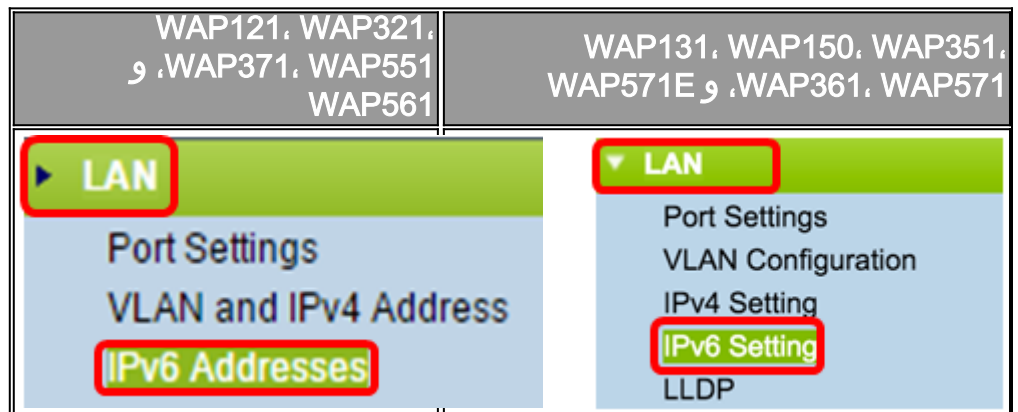 WAP131، WAP150، WAP351،
WAP361، WAP571، و WAP571E
WAP121، WAP321،
WAP371، WAP551، و
WAP561
LAN
Port Settings
VLAN Configuration
IPv4 Setting
IPv6 Setting
LLDP
LAN
Port Settings
VLAN and IPv4 Address
IPv6 Addresses